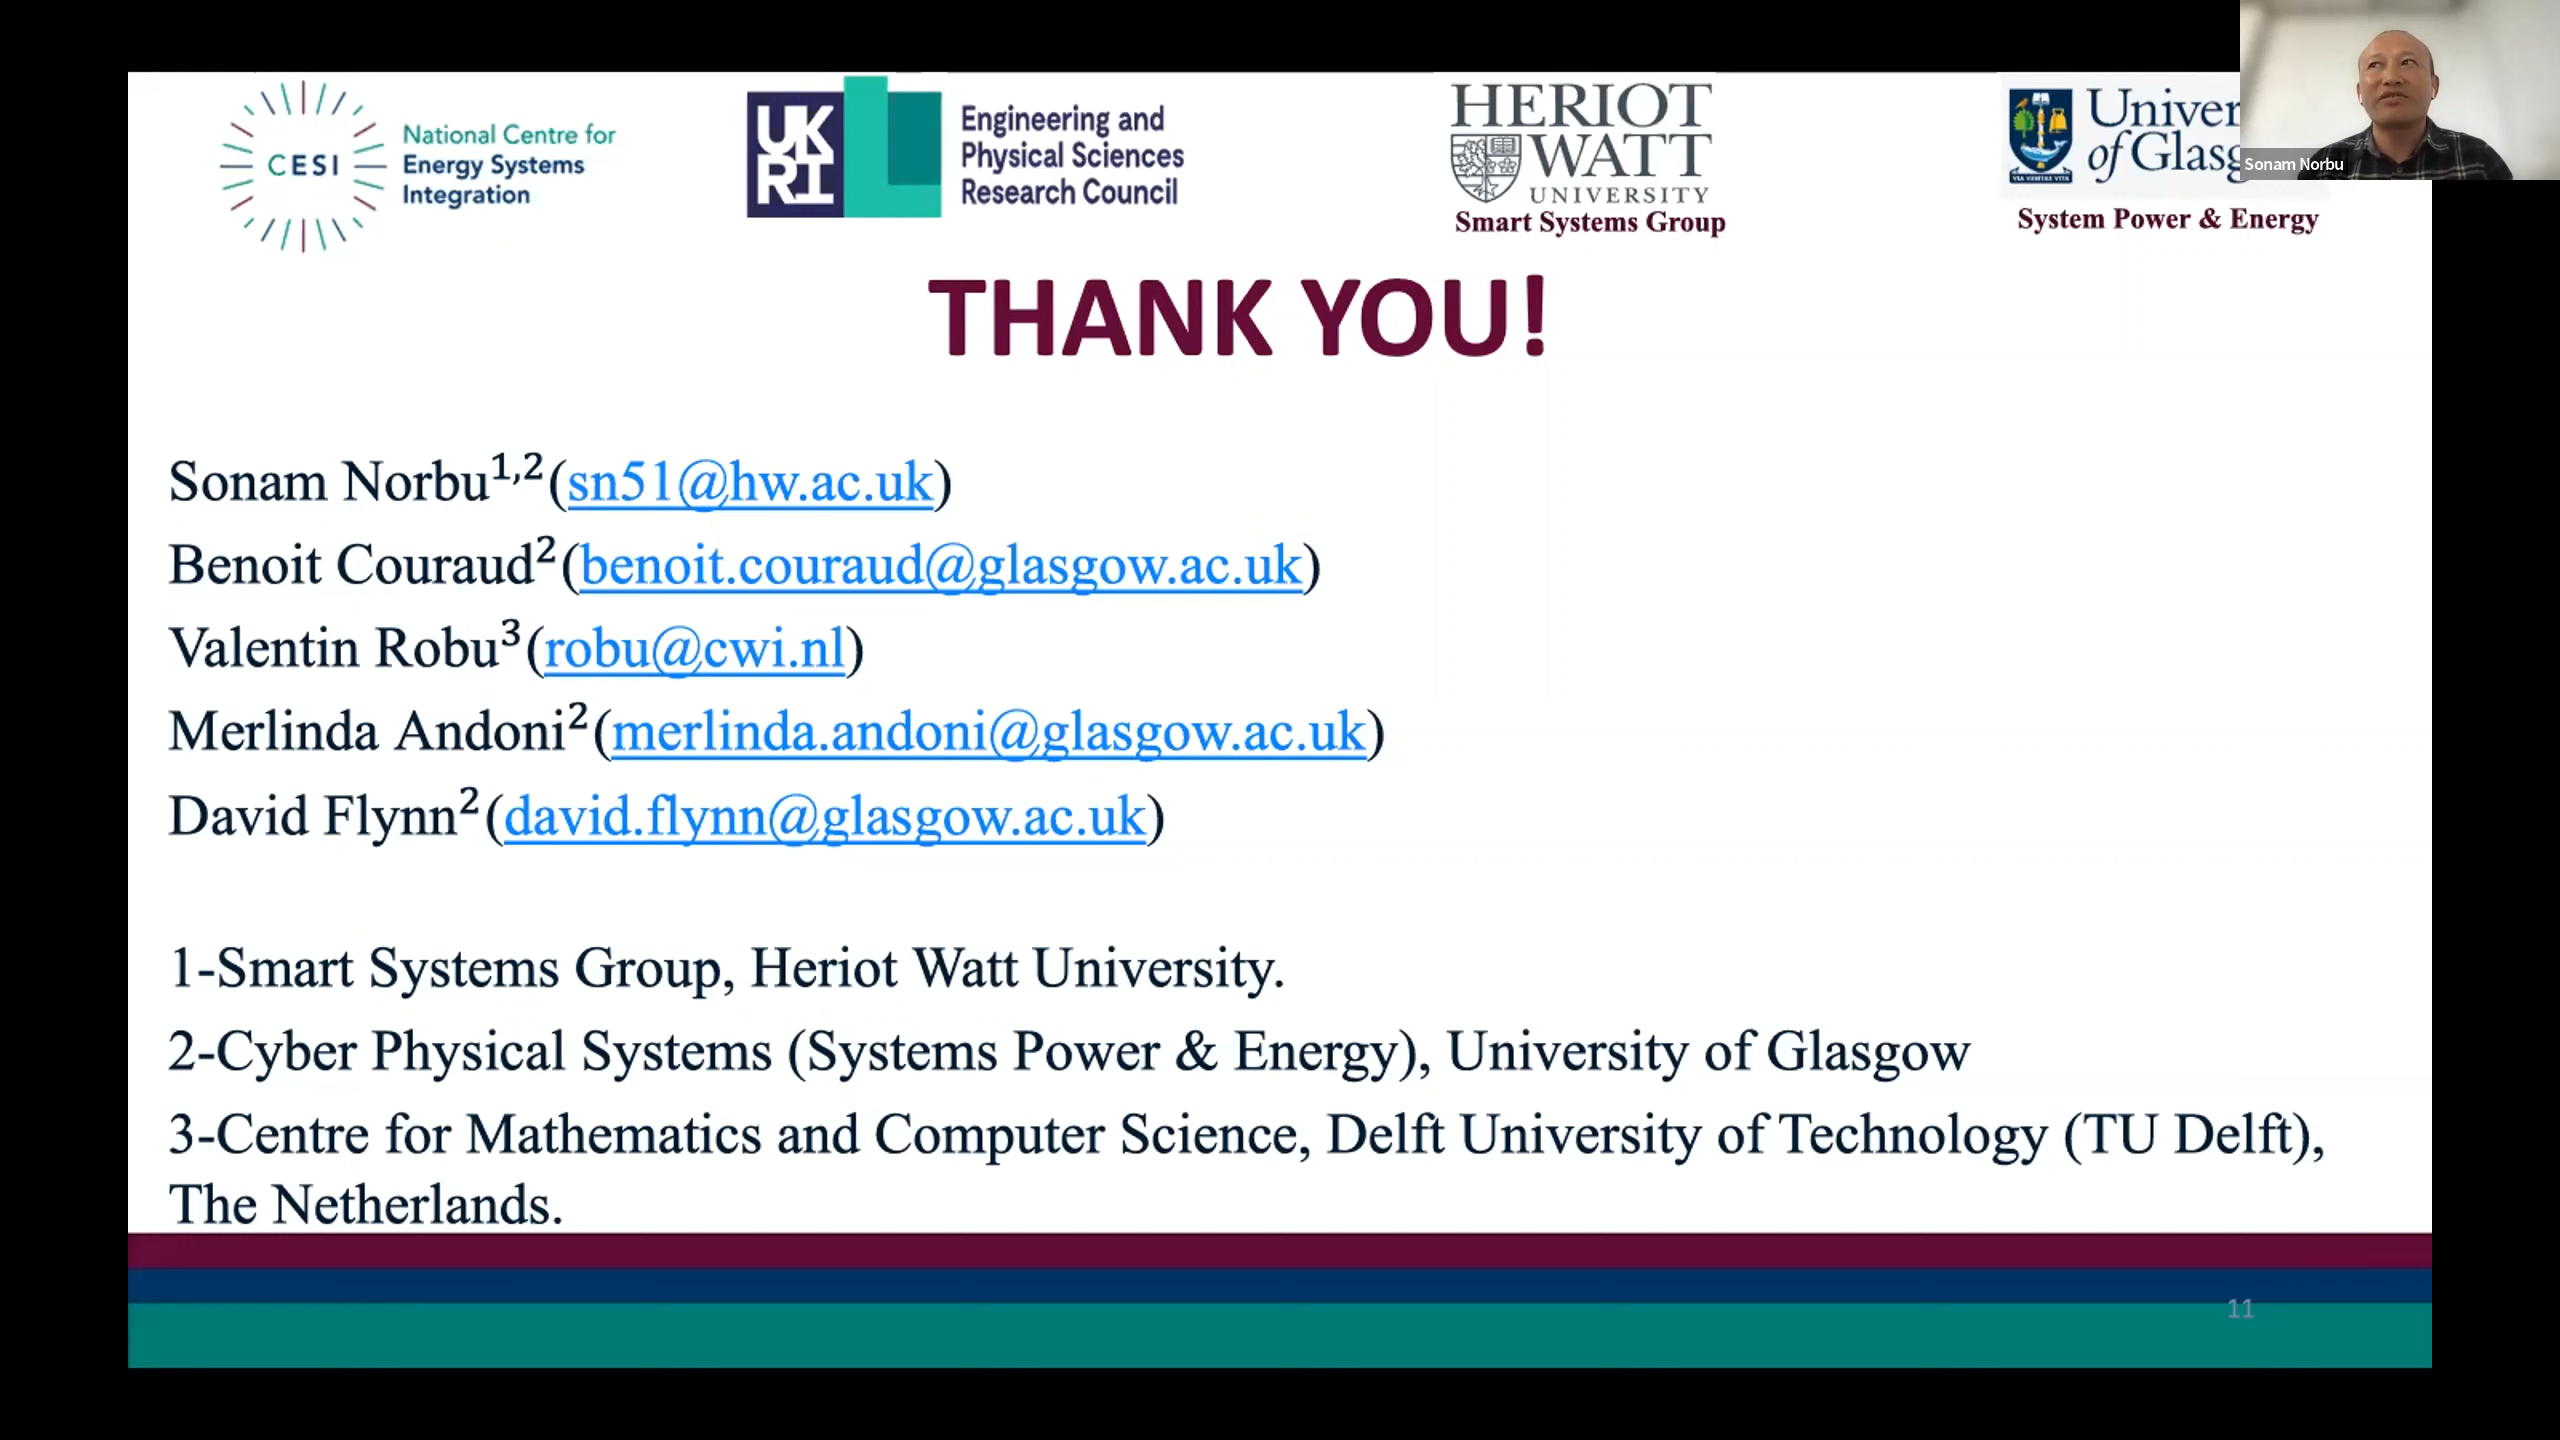 CESI
National Centre for
Energy Systems
Integration
UK
RI
Engineering and
Physical Sciences
Research Council
HERIOT
WATT
UNIVERSITY
Smart Systems Group
of
System Power & Energy
Sonam Norbu
THANK YOU!
Sonam Norbu1,2(sn51@hw.ac.uk)
Benoit Couraud2(benoit.couraud@glasgow.ac.uk)
Valentin Robu3(robu@cwi.nl)
Merlinda Andoni2(merlinda.andoni@glasgow.ac.uk)
David Flynn2(david.flynn@glasgow.ac.uk)
1-Smart Systems Group, Heriot Watt University.
2-Cyber Physical Systems (Systems Power & Energy), University of Glasgow
3-Centre for Mathematics and Computer Science, Delft University of Technology (TU Delft),
The Netherlands.
11